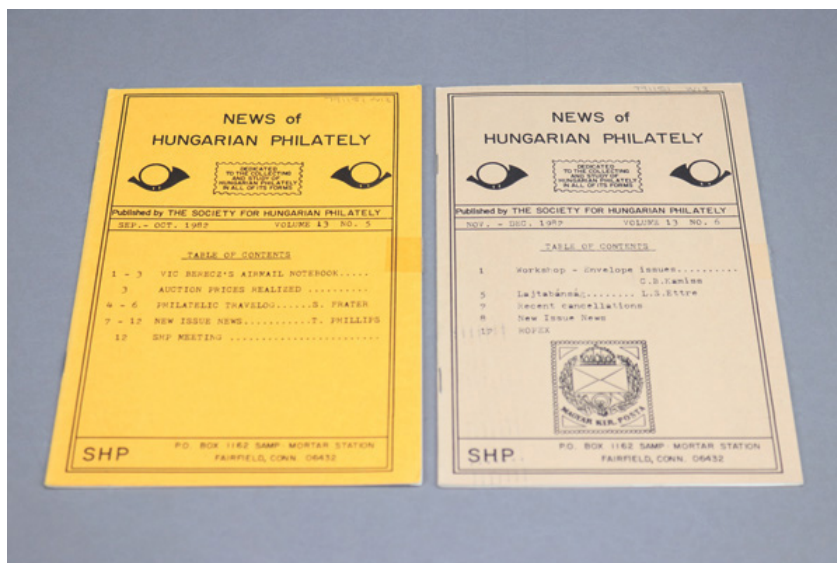 NEWS of
HUNGARIAN PHILATELY
DEDICATED
TO THE COLLECTING
AND STUDY OF
HUNGARIAN PHILATELY
IN ALL OF ITS FORMS
Published by THE SOCIETY FOR HUNGARIAN PHILATELY
SEP.- OCT. 1982 VOLUME 13 NO. 5
TABLE OF CONTENTS
1 - 3 VIC BERECZ'S AIRMAIL NOTEBOOK.....
3 AUCTION PRICES REALIZED ..........
4 - 6 PHILATELIC TRAVELOG......S. FRATER
7 - 12 NEW ISSUE NEWS..........T. PHILLIPS
12 SHP MEETING ........................
SHP
P.O. BOX 1162 SAMP- MORTAR STATION
FAIRFIELD, CONN. 06432
NEWS of
HUNGARIAN PHILATELY
DEDICATED
TO THE COLLECTING
AND STUDY OF
HUNGARIAN PHILATELY
IN ALL OF ITS FORMS
Published by THE SOCIETY FOR HUNGARIAN PHILATELY
NOV. - DEC. 1982 VOLUME 13 NO. 6
TABLE OF CONTENTS
1 Workshop - Envelope issues..........
C.B.Kamiss
5 Lajtabánság........ L.S.Ettre
7 Recent cancellations
8 New Issue News
12 HOPEX
MAGYAR KIR. POSTA
SHP
P.O. BOX 1162 SAMP- MORTAR STATION
FAIRFIELD, CONN. 06432